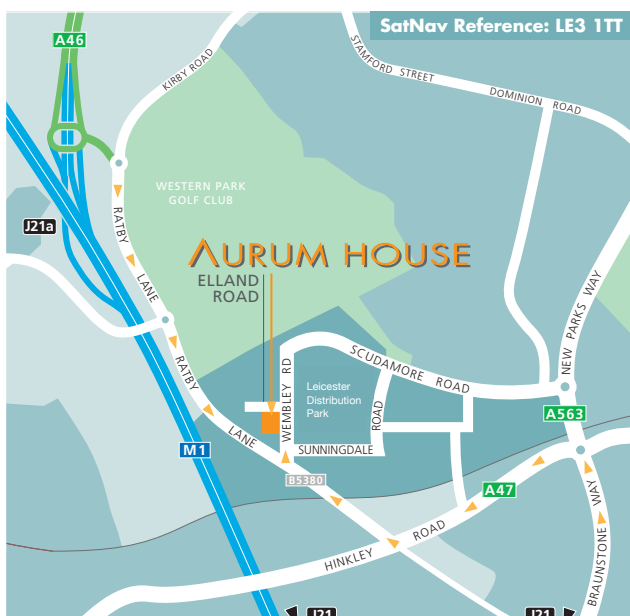 SatNav Reference: LE3 1TT
A46
KIRBY ROAD
STAMFORD STREET
DOMINION ROAD
WESTERN PARK
GOLF CLUB
J21a
RATBY
LANE
AURUM HOUSE
ELLAND
ROAD
NEW PARKS WAY
RATBY
LANE
WEMBLEY RD
SCUDAMORE ROAD
Leicester
Distribution
Park
ROAD
SUNNINGDALE
A563
M1
B5380
A47
HINKLEY ROAD
BRAUNSTONE WAY
J21
J21